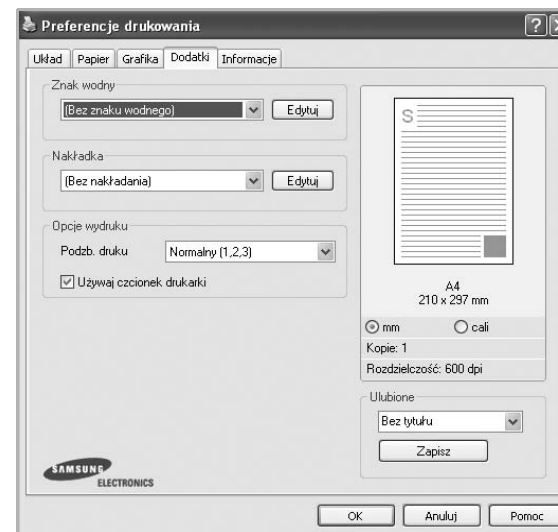 Preferencje drukowania
Układ Papier Grafika Dodatki Informacje
Znak wodny
(Bez znaku wodnego) Edytuj
Nakładka
(Bez nakładania) Edytuj
Opcje wydruku
Podzb. druku Normalny (1,2,3)
Używaj czcionek drukarki
S
A4
210 x 297 mm
mm cali
Kopie: 1
Rozdzielczość: 600 dpi
Ulubione
Bez tytułu
Zapisz
SAMSUNG
ELECTRONICS
OK Anuluj Pomoc